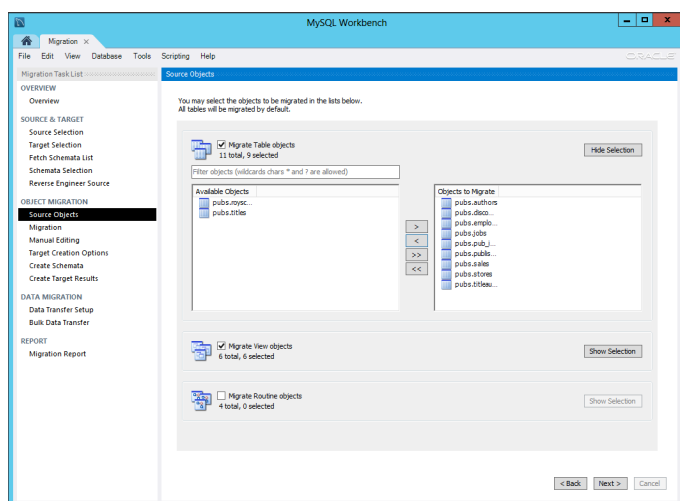 MySQL Workbench
Migration
File Edit View Database Tools Scripting Help
ORACLE
Migration Task List
OVERVIEW
Overview
SOURCE & TARGET
Source Selection
Target Selection
Fetch Schemata List
Schemata Selection
Reverse Engineer Source
OBJECT MIGRATION
Source Objects
Migration
Manual Editing
Target Creation Options
Create Schemata
Create Target Results
DATA MIGRATION
Data Transfer Setup
Bulk Data Transfer
REPORT
Migration Report
Source Objects
You may select the objects to be migrated in the lists below.
All tables will be migrated by default.
Migrate Table objects
11 total, 9 selected
Hide Selection
Filter objects (wildcards chars * and ? are allowed)
Available Objects
pubs.roysc...
pubs.titles
>
<
>>
<<
Objects to Migrate
pubs.authors
pubs.disco...
pubs.emplo...
pubs.jobs
pubs.pub_i...
pubs.publis...
pubs.sales
pubs.stores
pubs.titleau...
Migrate View objects
6 total, 6 selected
Show Selection
Migrate Routine objects
4 total, 0 selected
Show Selection
< Back Next > Cancel